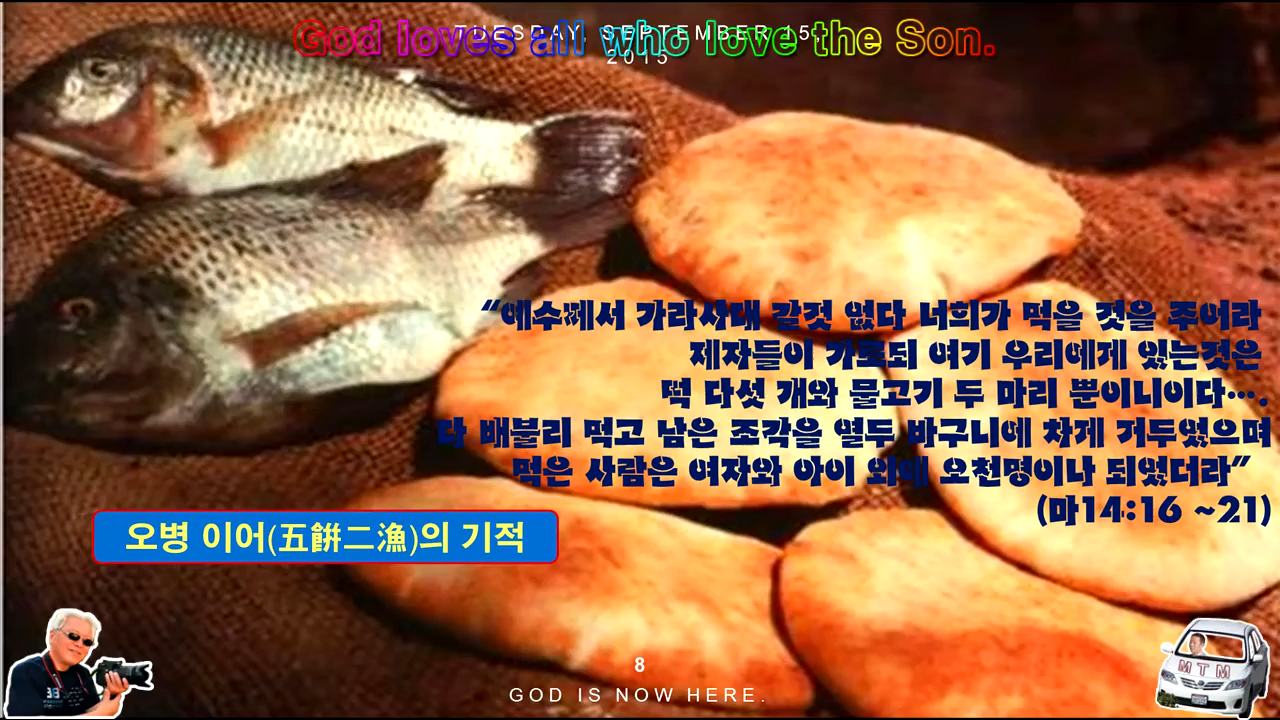 God loves all who love the Son.
TUESDAY, SEPTEMBER 15,
2015
“예수께서 가라사대 갈것 없다 너희가 먹을 것을 주어라
제자들이 가로되 여기 우리에게 있는것은
떡 다섯 개와 물고기 두 마리 뿐이니이다···.
다 배불리 먹고 남은 조각을 열두 바구니에 차게 거두었으며
먹은 사람은 여자와 아이 외에 오천명이나 되었더라”
(마14:16 ~21)
오병 이어(五餠二漁)의 기적
MTM
8
GOD IS NOW HERE.